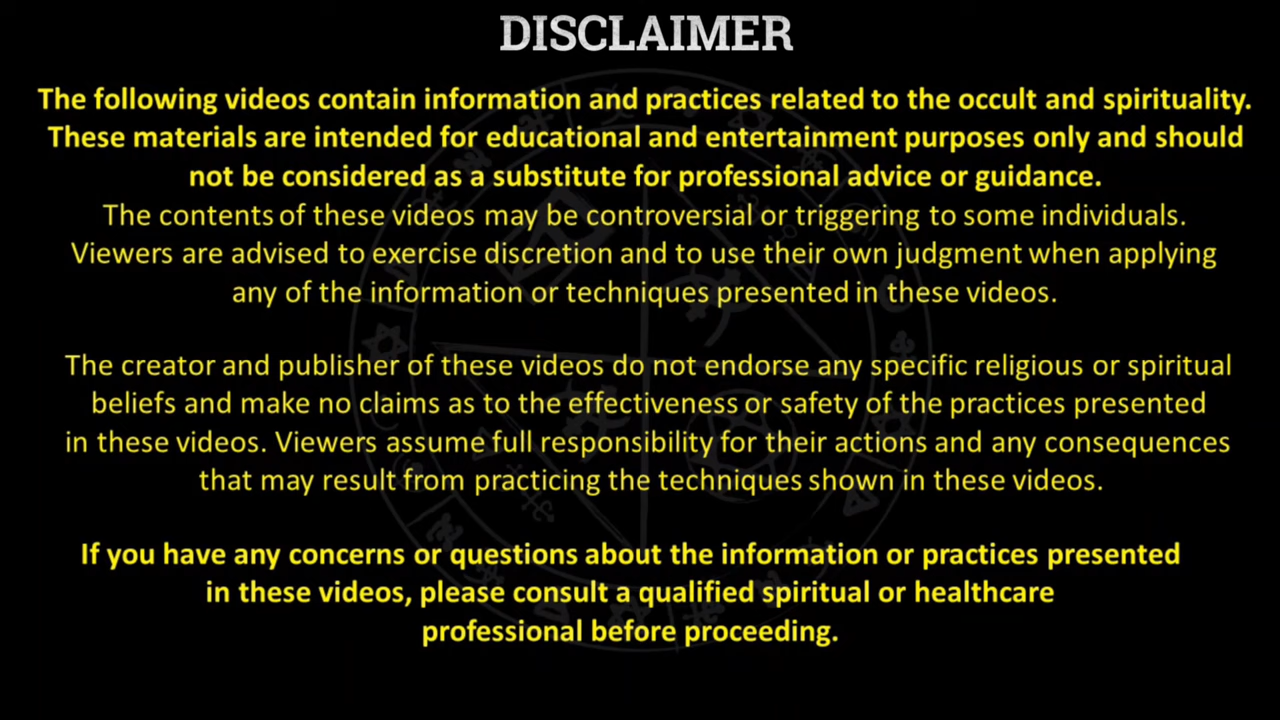 DISCLAIMER
The following videos contain information and practices related to the occult and spirituality.
These materials are intended for educational and entertainment purposes only and should
not be considered as a substitute for professional advice or guidance.
The contents of these videos may be controversial or triggering to some individuals.
Viewers are advised to exercise discretion and to use their own judgment when applying
any of the information or techniques presented in these videos.
The creator and publisher of these videos do not endorse any specific religious or spiritual
beliefs and make no claims as to the effectiveness or safety of the practices presented
in these videos. Viewers assume full responsibility for their actions and any consequences
that may result from practicing the techniques shown in these videos.
If you have any concerns or questions about the information or practices presented
in these videos, please consult a qualified spiritual or healthcare
professional before proceeding.